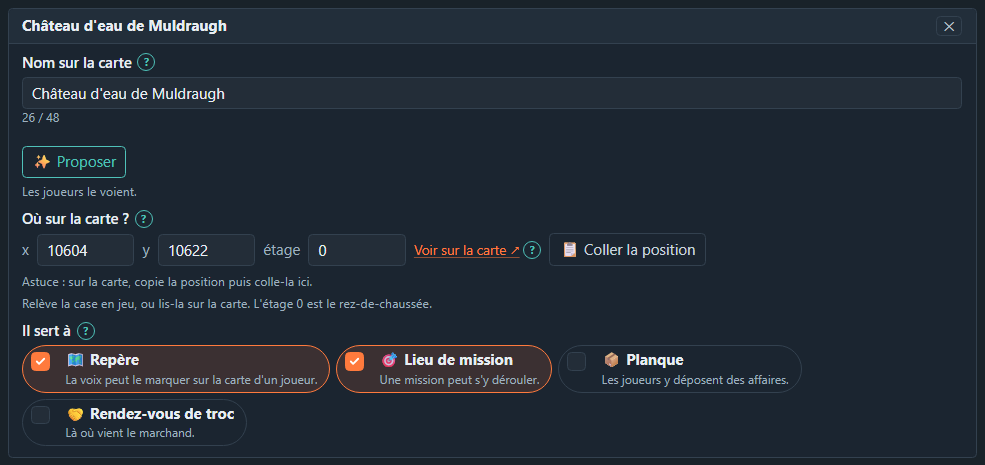 Château d'eau de Muldraugh
Nom sur la carte ?
Château d'eau de Muldraugh
26 / 48
✨ Proposer
Les joueurs le voient.
Où sur la carte ? ?
x 10604 y 10622 étage 0 Voir sur la carte ↗ ? 📋 Coller la position
Astuce : sur la carte, copie la position puis colle-la ici.
Relève la case en jeu, ou lis-la sur la carte. L'étage 0 est le rez-de-chaussée.
Il sert à ?
🗺️ Repère
La voix peut le marquer sur la carte d'un joueur.
🎯 Lieu de mission
Une mission peut s'y dérouler.
📦 Planque
Les joueurs y déposent des affaires.
🤝 Rendez-vous de troc
Là où vient le marchand.